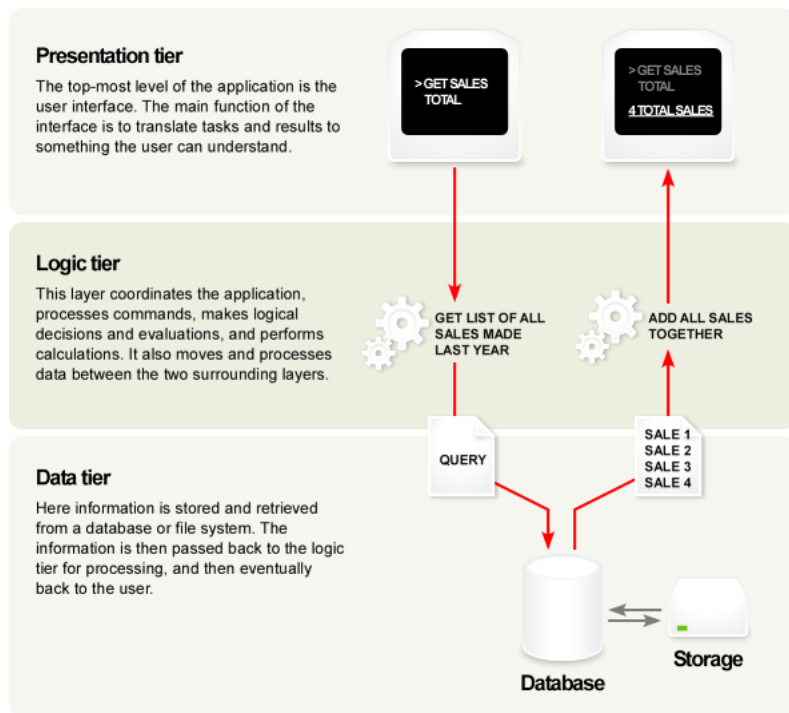 Presentation tier
The top-most level of the application is the
user interface. The main function of the
interface is to translate tasks and results to
something the user can understand.
>GET SALES
TOTAL
>GET SALES
TOTAL
4 TOTAL SALES
Logic tier
This layer coordinates the application,
processes commands, makes logical
decisions and evaluations, and performs
calculations. It also moves and processes
data between the two surrounding layers.
GET LIST OF ALL
SALES MADE
LAST YEAR
ADD ALL SALES
TOGETHER
Data tier
Here information is stored and retrieved
from a database or file system. The
information is then passed back to the logic
tier for processing, and then eventually
back to the user.
QUERY
SALE 1
SALE 2
SALE 3
SALE 4
Database
Storage